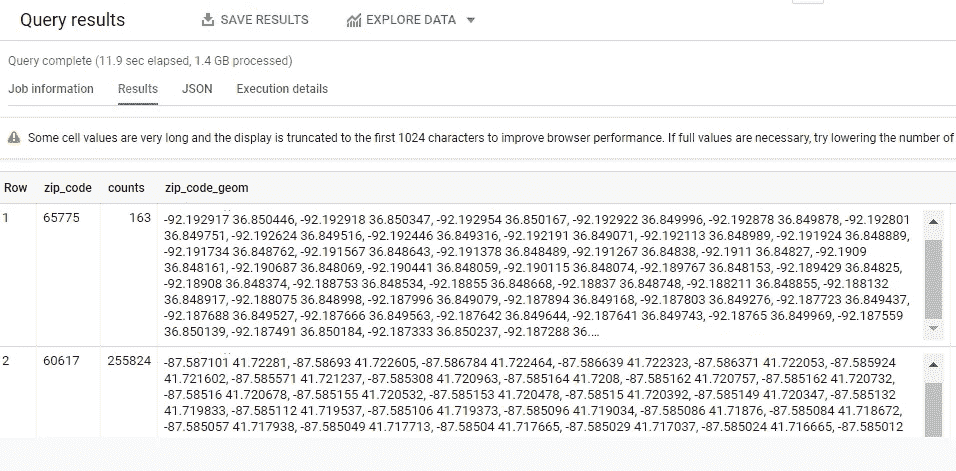 Query results SAVE RESULTS EXPLORE DATA
Query complete (11.9 sec elapsed, 1.4 GB processed)
Job information Results JSON Execution details
Some cell values are very long and the display is truncated to the first 1024 characters to improve browser performance. If full values are necessary, try lowering the number of
Row zip_code counts zip_code_geom
1 65775 163 -92.192917 36.850446, -92.192918 36.850347, -92.192954 36.850167, -92.192922 36.849996, -92.192878 36.849878, -92.192801
36.849751, -92.192624 36.849516, -92.192446 36.849316, -92.192191 36.849071, -92.192113 36.848989, -92.191924 36.848889,
-92.191734 36.848762, -92.191567 36.848643, -92.191378 36.848489, -92.191267 36.84838, -92.1911 36.84827, -92.1909
36.848161, -92.190687 36.848069, -92.190441 36.848059, -92.190115 36.848074, -92.189767 36.848153, -92.189429 36.84825,
-92.18908 36.848374, -92.188753 36.848534, -92.18855 36.848668, -92.18837 36.848748, -92.188211 36.848855, -92.188132
36.848917, -92.188075 36.848998, -92.187996 36.849079, -92.187894 36.849168, -92.187803 36.849276, -92.187723 36.849437,
-92.187688 36.849527, -92.187666 36.849563, -92.187642 36.849644, -92.187641 36.849743, -92.18765 36.849969, -92.187559
36.850139, -92.187491 36.850184, -92.187333 36.850237, -92.187288 36....
2 60617 255824 -87.587101 41.72281, -87.58693 41.722605, -87.586784 41.722464, -87.586639 41.722323, -87.586371 41.722053, -87.585924
41.721602, -87.585571 41.721237, -87.585308 41.720963, -87.585164 41.7208, -87.585162 41.720757, -87.585162 41.720732,
-87.58516 41.720678, -87.585155 41.720532, -87.585153 41.720478, -87.58515 41.720392, -87.585149 41.720347, -87.585132
41.719833, -87.585112 41.719537, -87.585106 41.719373, -87.585096 41.719034, -87.585086 41.71876, -87.585084 41.718672,
-87.585057 41.717938, -87.585049 41.717713, -87.58504 41.717665, -87.585029 41.717037, -87.585024 41.716665, -87.585012